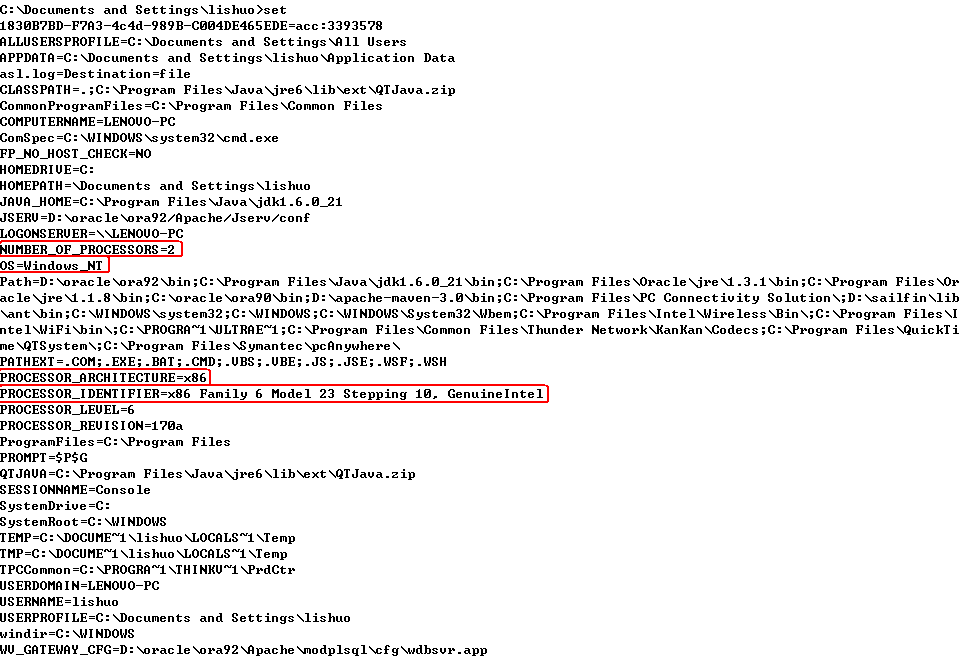 C:\Documents and Settings\lishuo>set
1830B7BD-F7A3-4c4d-989B-C004DE465EDE=acc:3393578
ALLUSERSPROFILE=C:\Documents and Settings\All Users
APPDATA=C:\Documents and Settings\lishuo\Application Data
asl.log=Destination=file
CLASSPATH=.;C:\Program Files\Java\jre6\lib\ext\QTJava.zip
CommonProgramFiles=C:\Program Files\Common Files
COMPUTERNAME=LENOVO-PC
ComSpec=C:\WINDOWS\system32\cmd.exe
FP_NO_HOST_CHECK=NO
HOMEDRIVE=C:
HOMEPATH=\Documents and Settings\lishuo
JAVA_HOME=C:\Program Files\Java\jdk1.6.0_21
JSERV=D:\oracle\ora92/Apache/Jserv/conf
LOGONSERVER=\\LENOVO-PC
NUMBER_OF_PROCESSORS=2
OS=Windows_NT
Path=D:\oracle\ora92\bin;C:\Program Files\Java\jdk1.6.0_21\bin;C:\Program Files\Oracle\jre\1.3.1\bin;C:\Program Files\Or
acle\jre\1.1.8\bin;C:\oracle\ora90\bin;D:\apache-maven-3.0\bin;C:\Program Files\PC Connectivity Solution\;D:\sailfin\lib
\ant\bin;C:\WINDOWS\system32;C:\WINDOWS;C:\WINDOWS\System32\Wbem;C:\Program Files\Intel\Wireless\Bin\;C:\Program Files\I
ntel\WiFi\bin\;C:\PROGRA~1\ULTRAE~1;C:\Program Files\Common Files\Thunder Network\KanKan\Codecs;C:\Program Files\QuickTi
me\QTSystem\;C:\Program Files\Symantec\pcAnywhere\
PATHEXT=.COM;.EXE;.BAT;.CMD;.VBS;.VBE;.JS;.JSE;.WSF;.WSH
PROCESSOR_ARCHITECTURE=x86
PROCESSOR_IDENTIFIER=x86 Family 6 Model 23 Stepping 10, GenuineIntel
PROCESSOR_LEVEL=6
PROCESSOR_REVISION=170a
ProgramFiles=C:\Program Files
PROMPT=$P$G
QTJAVA=C:\Program Files\Java\jre6\lib\ext\QTJava.zip
SESSIONNAME=Console
SystemDrive=C:
SystemRoot=C:\WINDOWS
TEMP=C:\DOCUME~1\lishuo\LOCALS~1\Temp
TMP=C:\DOCUME~1\lishuo\LOCALS~1\Temp
TPCCommon=C:\PROGRA~1\THINKV~1\PrdCtr
USERDOMAIN=LENOVO-PC
USERNAME=lishuo
USERPROFILE=C:\Documents and Settings\lishuo
windir=C:\WINDOWS
WV_GATEWAY_CFG=D:\oracle\ora92\Apache\modplsql\cfg\wdbsvr.app